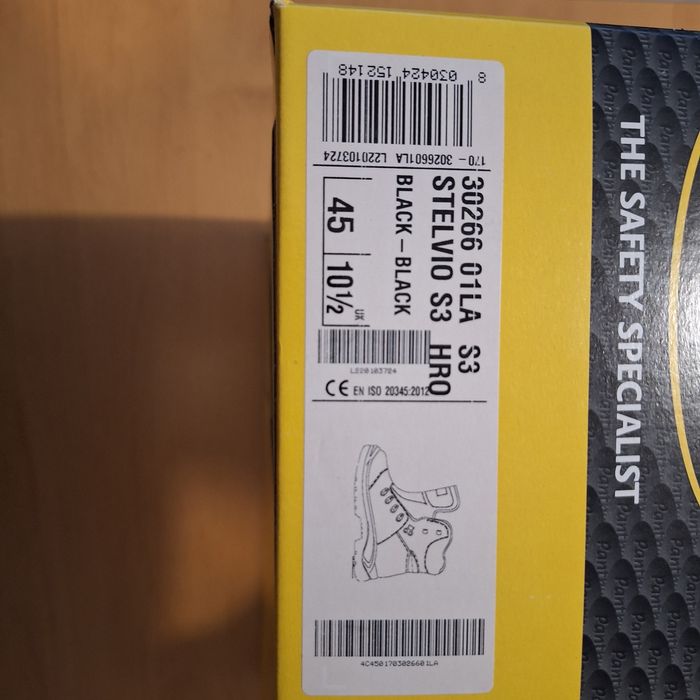 8 030424 152148
170 - 3026601LA L220103724
30266 01LA S3
STELVIO S3 HRO
BLACK-BLACK
45 10½ UK
L220103724
CE EN ISO 20345:2012
4C4501703026601LA
THE SAFETY SPECIALIST